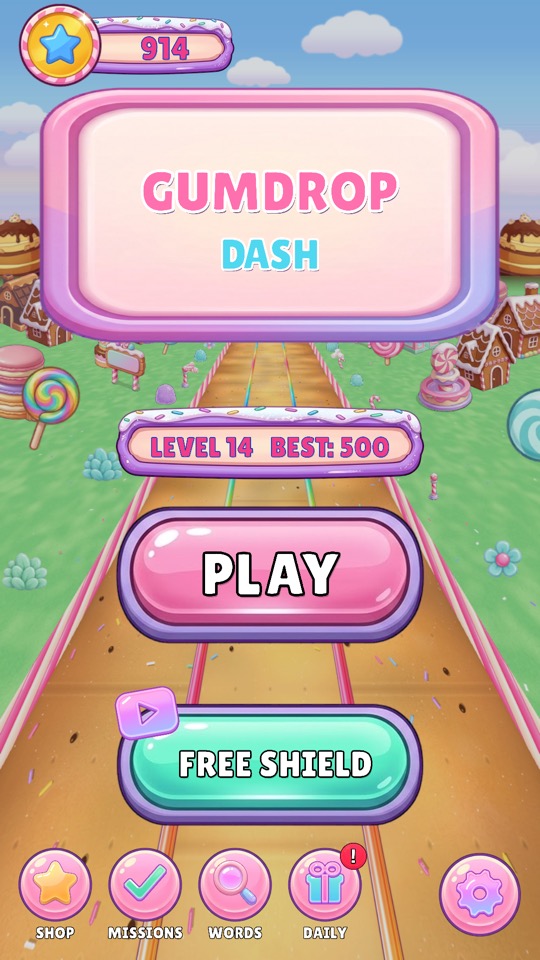 914
GUMDROP
DASH
LEVEL 14 BEST: 500
PLAY
FREE SHIELD
!
SHOP
MISSIONS
WORDS
DAILY